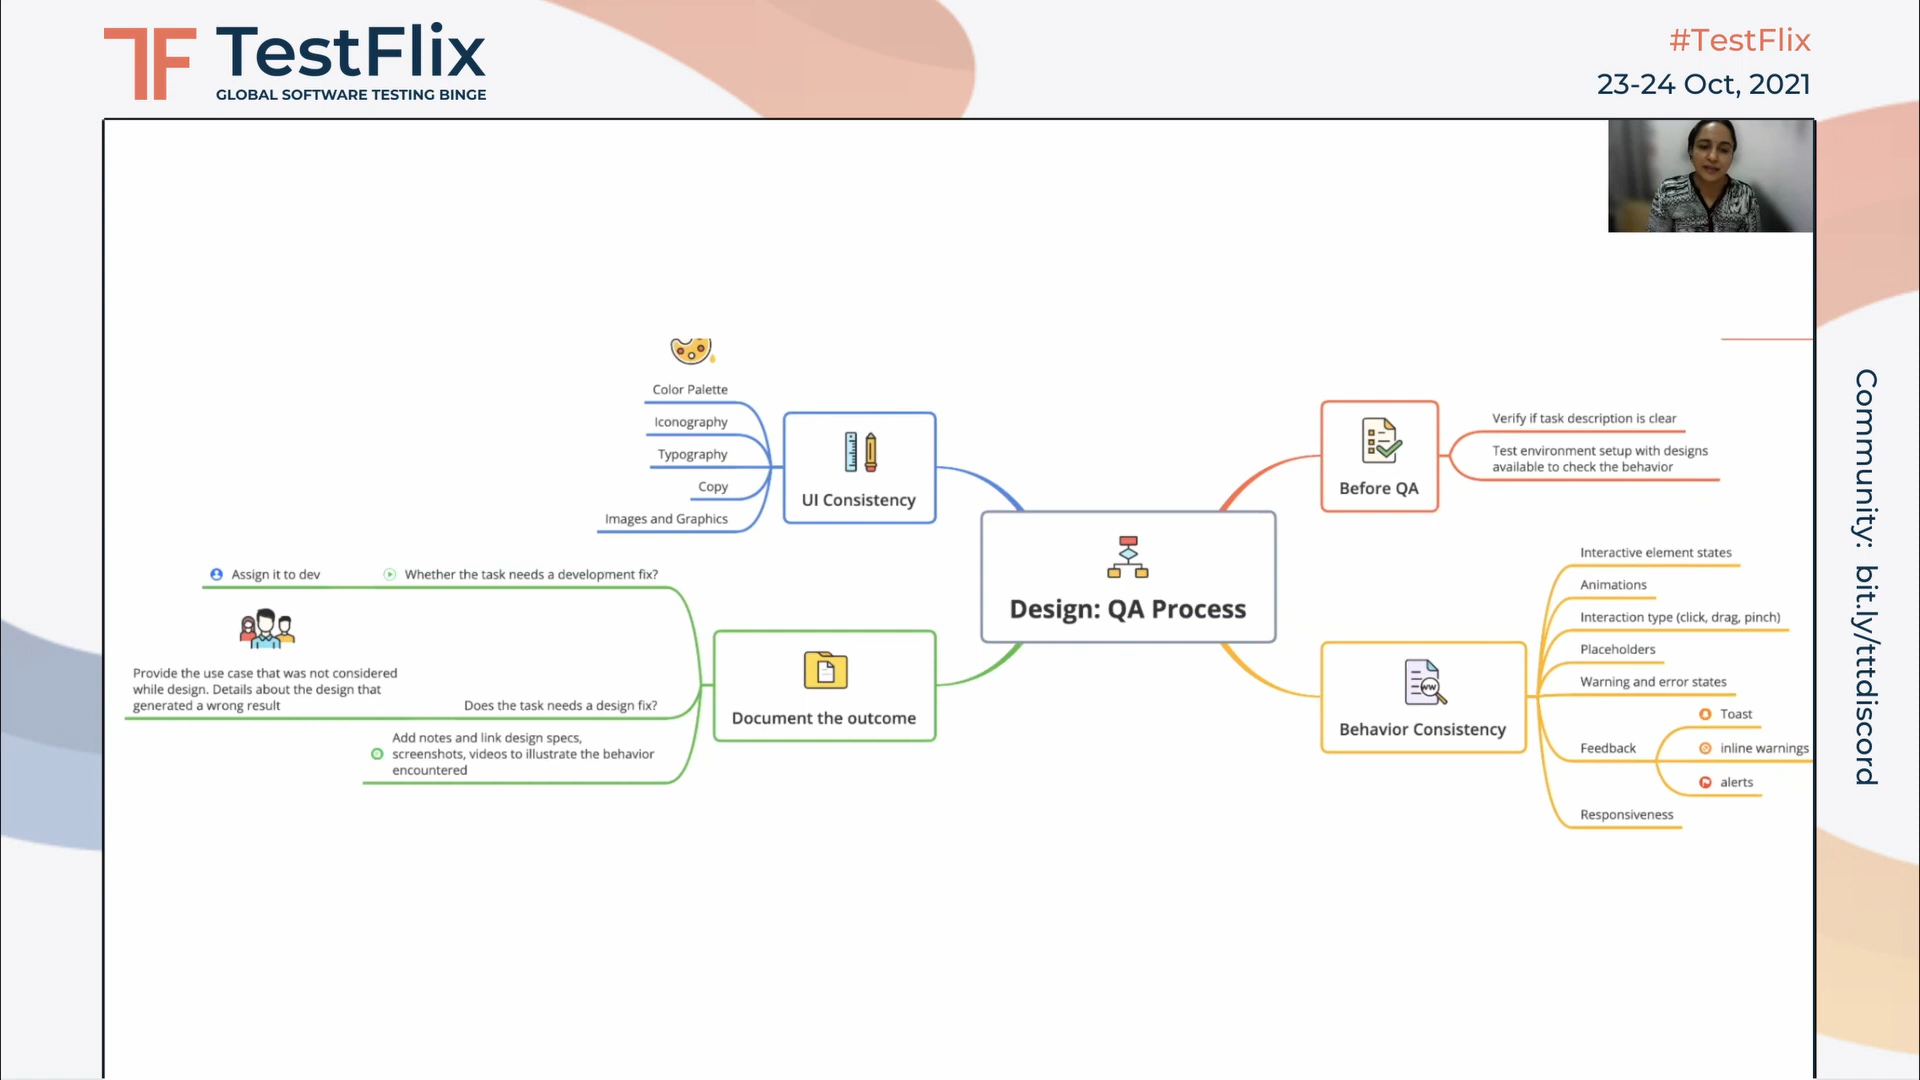 TF TestFlix
GLOBAL SOFTWARE TESTING BINGE
#TestFlix
23-24 Oct, 2021
Color Palette
Iconography
Typography
Copy
Images and Graphics
UI Consistency
Before QA
Verify if task description is clear
Test environment setup with designs
available to check the behavior
Design: QA Process
Assign it to dev
Whether the task needs a development fix?
Provide the use case that was not considered
while design. Details about the design that
generated a wrong result
Does the task needs a design fix?
Add notes and link design specs,
screenshots, videos to illustrate the behavior
encountered
Document the outcome
WW
Behavior Consistency
Interactive element states
Animations
Interaction type (click, drag, pinch)
Placeholders
Warning and error states
Feedback
Toast
inline warnings
alerts
Responsiveness
Community: bit.ly/tttdiscord